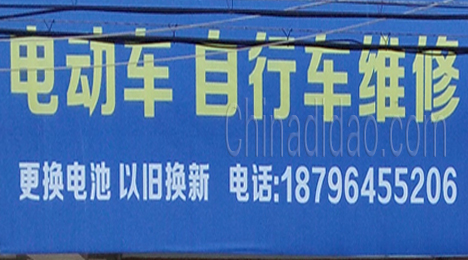 电动车 自行车维修
Chinadidao.com
更换电池 以旧换新 电话:18796455206